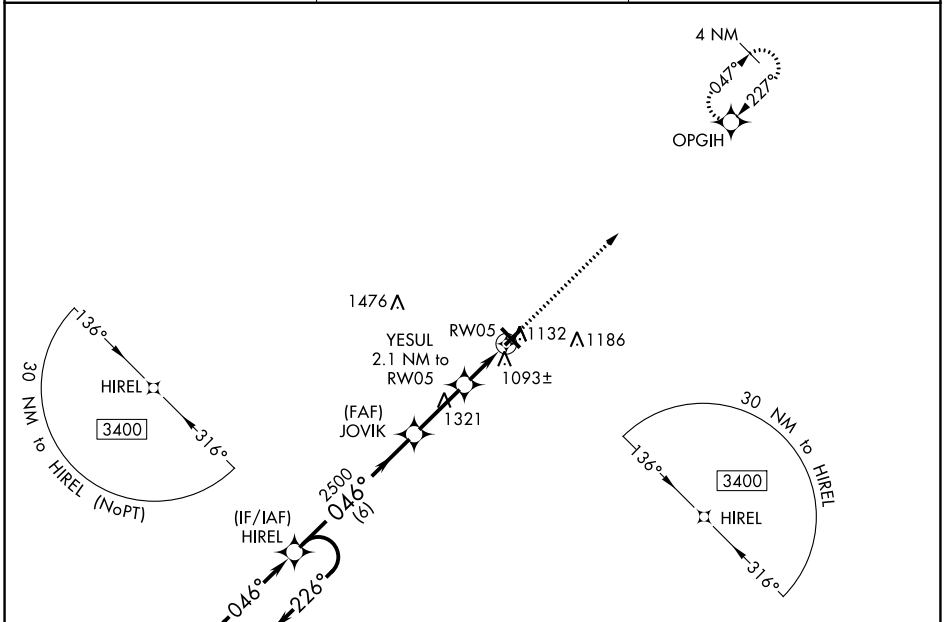 4 NM
047°
227°
OPGIH
1476
RW05
1132
1186
YESUL
2.1 NM to
RW05
1093±
136°
HIREL
3400
316°
30 NM to HIREL (NoPT)
1321
(FAF)
JOVIK
2500
046°
(6)
(IF/IAF)
HIREL
046°
226°
30 NM to HIREL
136°
3400
HIREL
316°